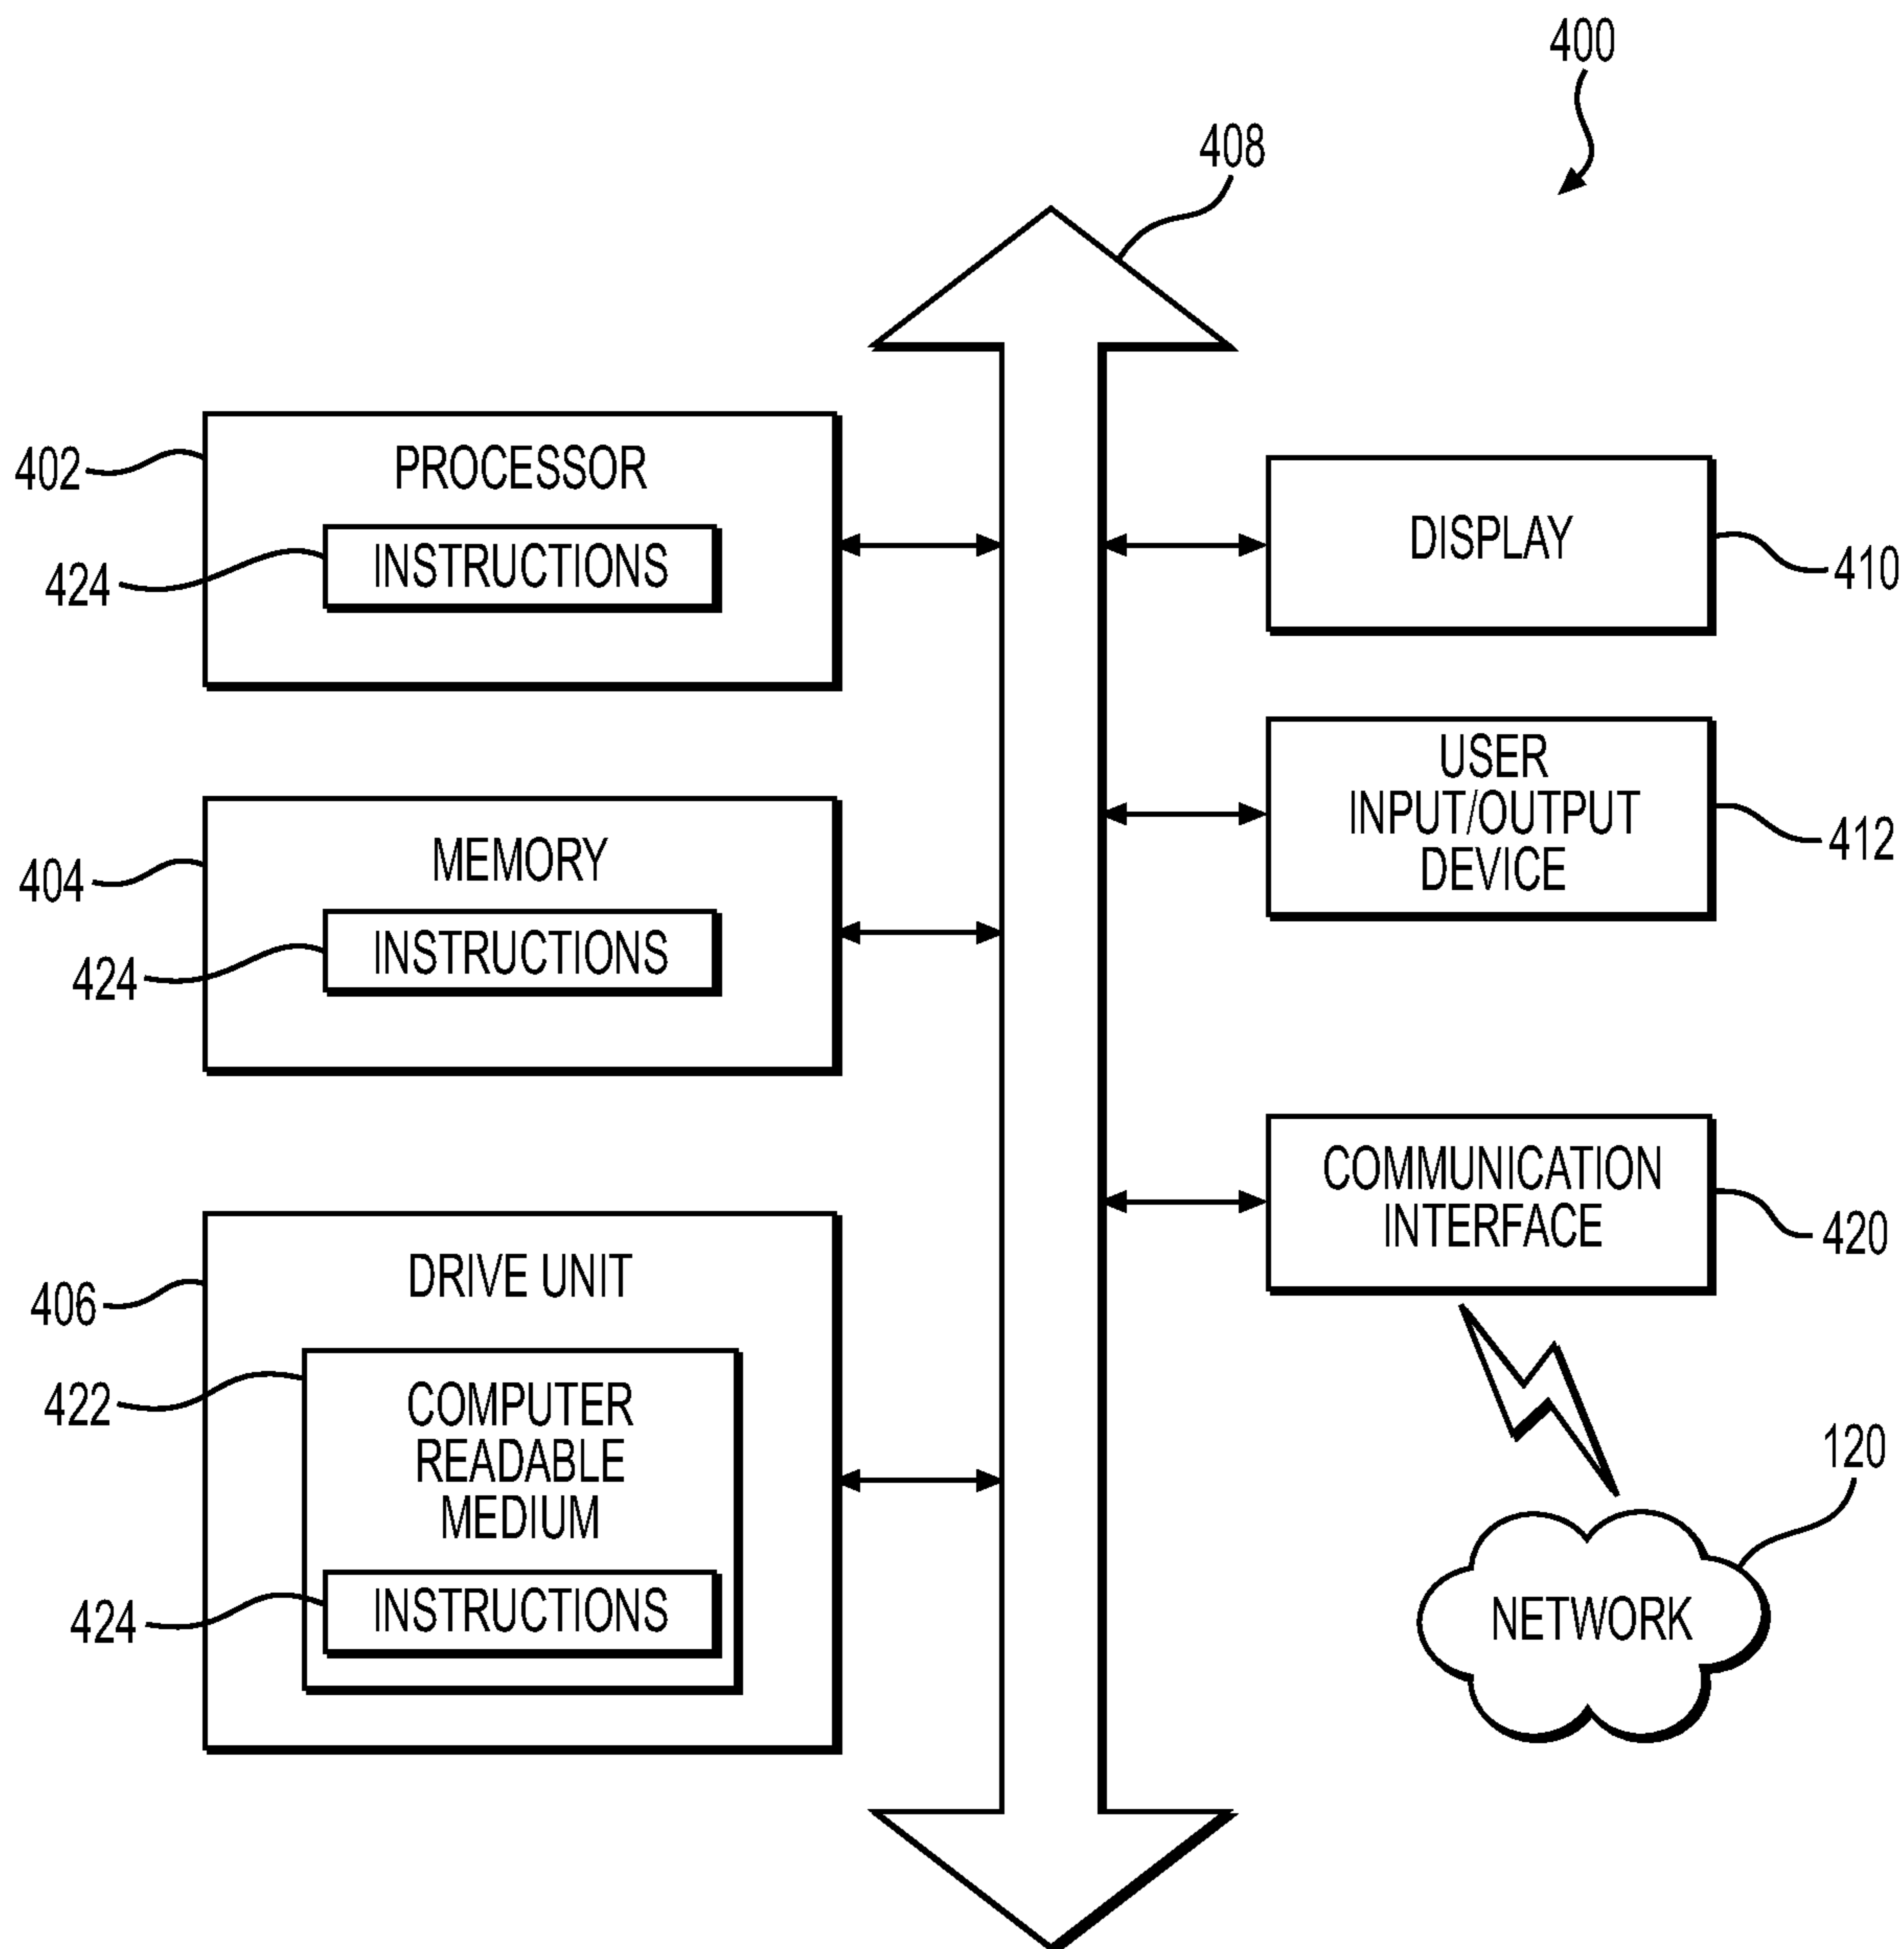 400
408
402
PROCESSOR
424
INSTRUCTIONS
DISPLAY
410
USER
INPUT/OUTPUT
DEVICE
412
404
MEMORY
424
INSTRUCTIONS
COMMUNICATION
INTERFACE
420
406
DRIVE UNIT
422
COMPUTER
READABLE
MEDIUM
424
INSTRUCTIONS
120
NETWORK